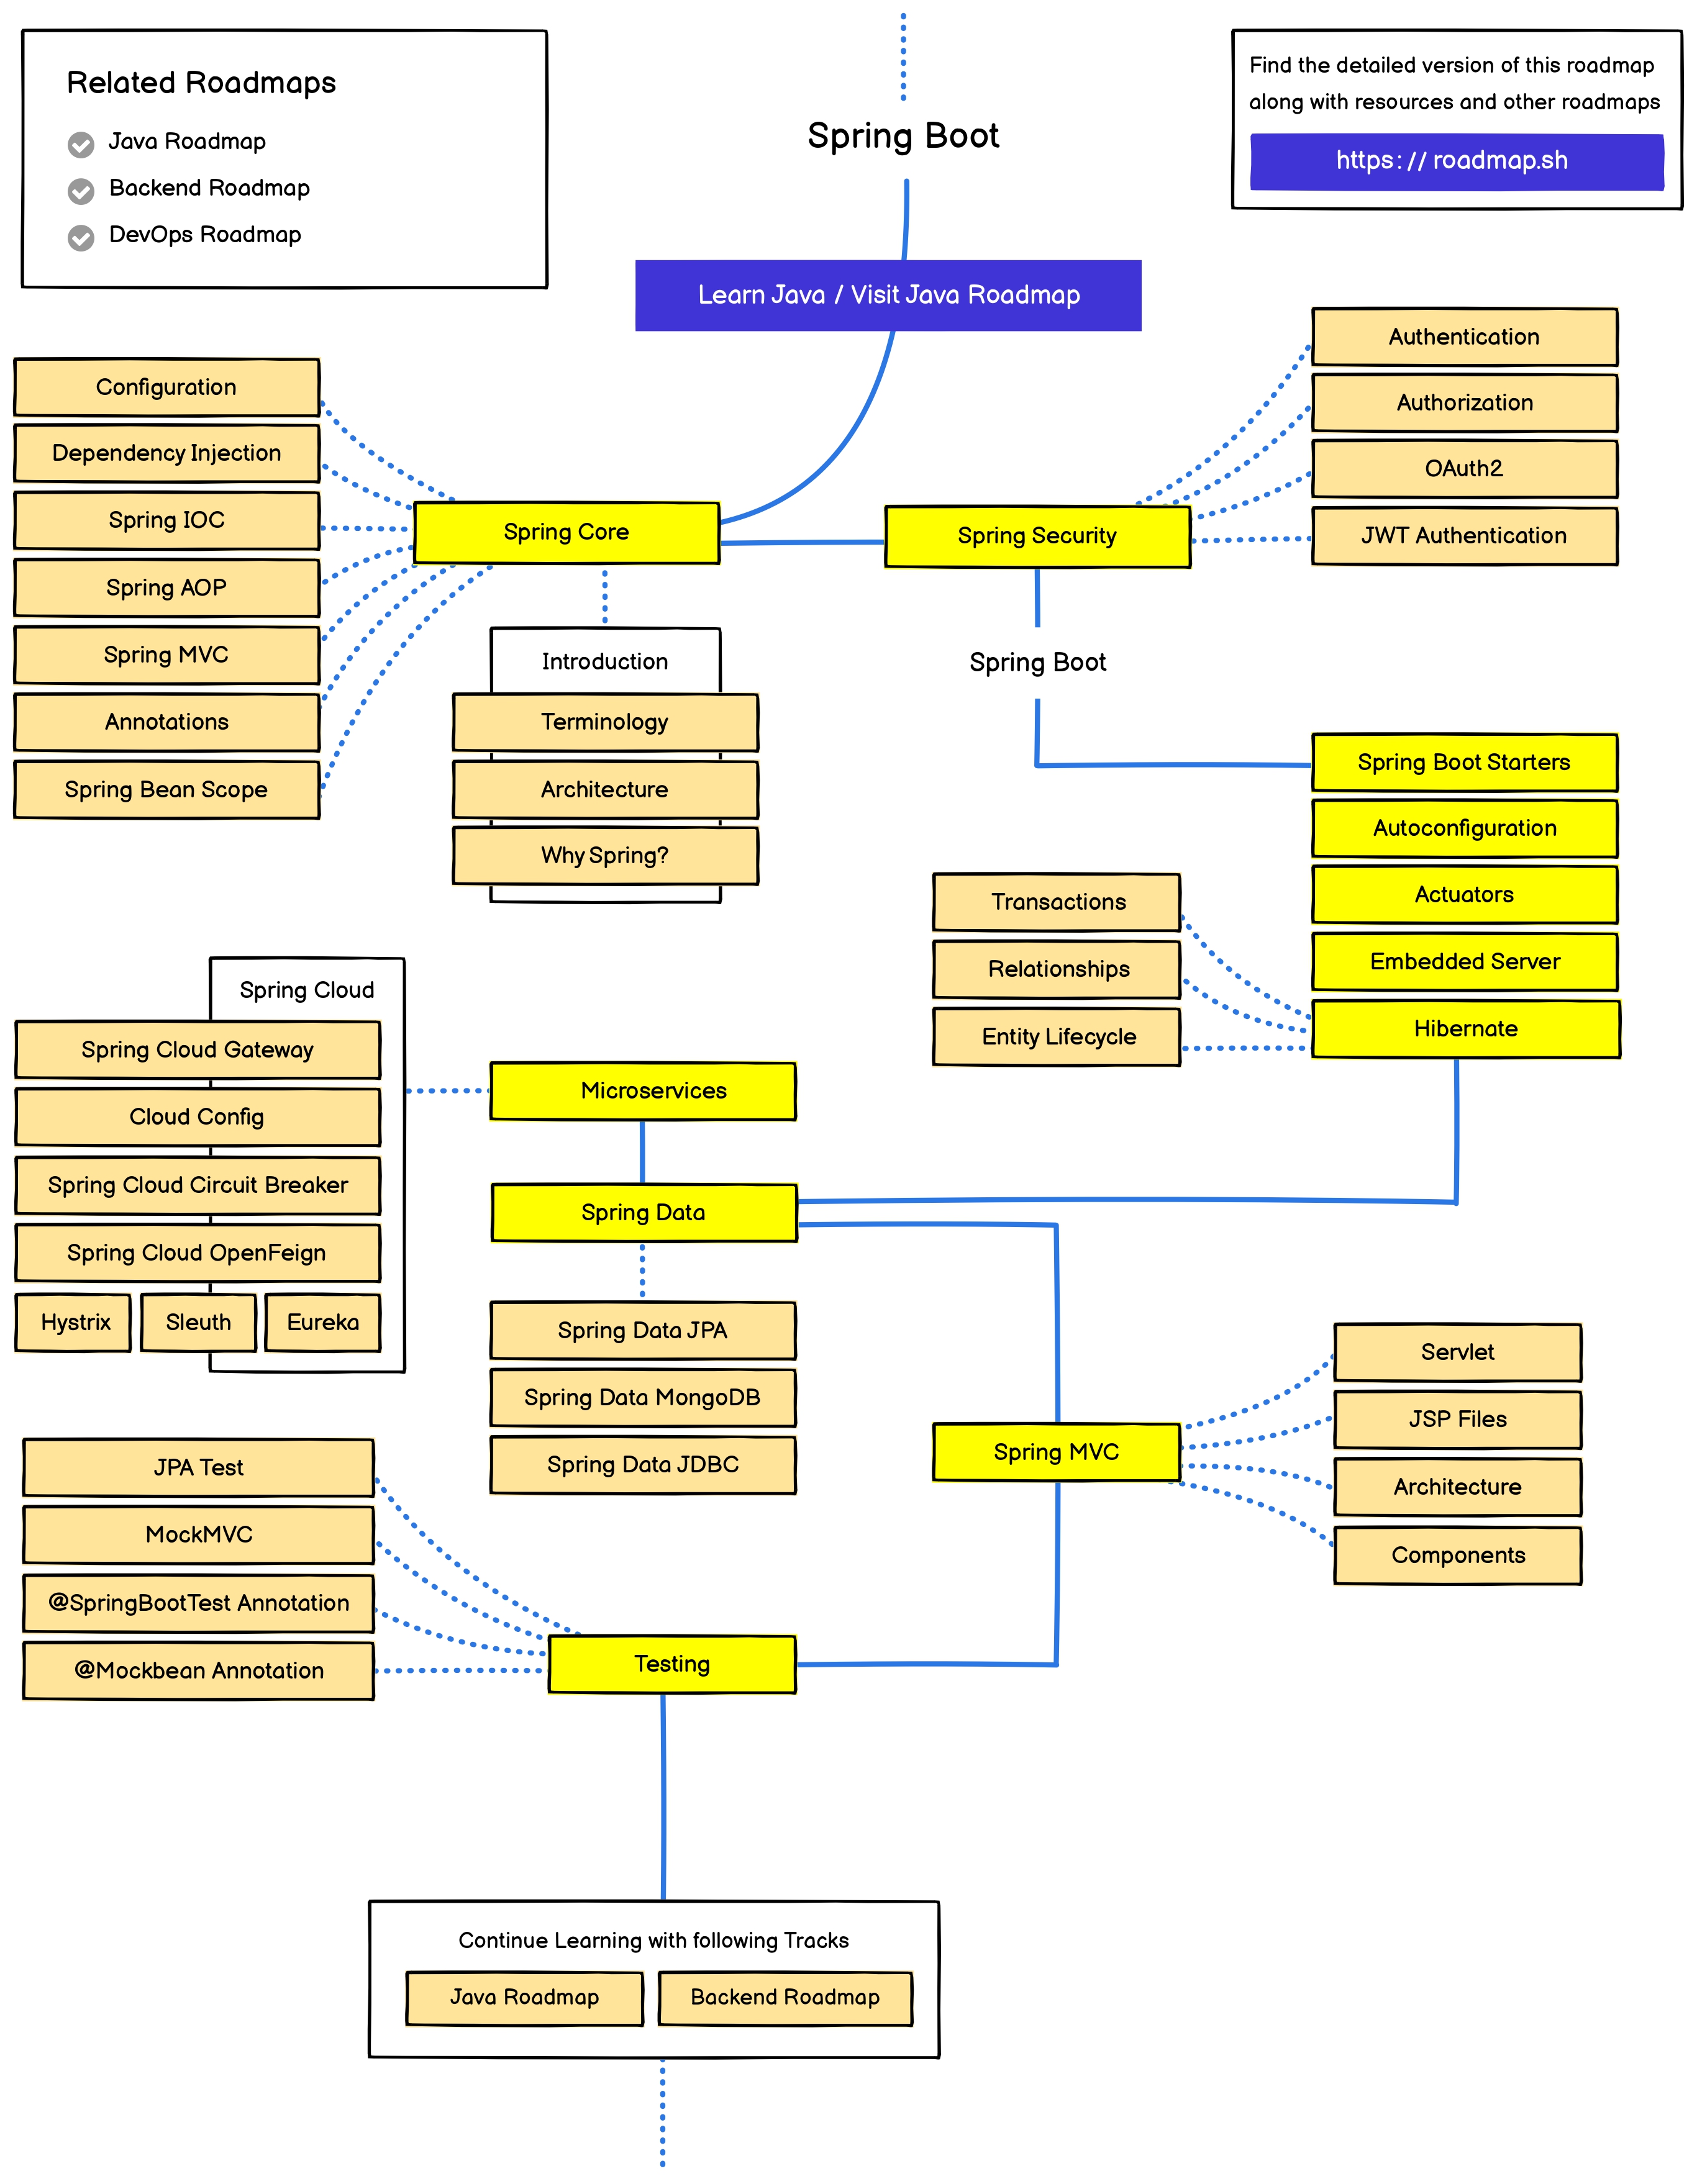 Related Roadmaps
Java Roadmap
Backend Roadmap
DevOps Roadmap
Spring Boot
Find the detailed version of this roadmap
along with resources and other roadmaps
https://roadmap.sh
Learn Java / Visit Java Roadmap
Configuration
Dependency Injection
Spring IOC
Spring AOP
Spring MVC
Annotations
Spring Bean Scope
Spring Core
Introduction
Terminology
Architecture
Why Spring?
Spring Security
Authentication
Authorization
OAuth2
JWT Authentication
Spring Boot
Spring Boot Starters
Autoconfiguration
Actuators
Embedded Server
Hibernate
Transactions
Relationships
Entity Lifecycle
Spring Cloud
Spring Cloud Gateway
Cloud Config
Spring Cloud Circuit Breaker
Spring Cloud OpenFeign
Hystrix
Sleuth
Eureka
Microservices
Spring Data
Spring Data JPA
Spring Data MongoDB
Spring Data JDBC
Spring MVC
Servlet
JSP Files
Architecture
Components
JPA Test
MockMVC
@SpringBootTest Annotation
@Mockbean Annotation
Testing
Continue Learning with following Tracks
Java Roadmap
Backend Roadmap